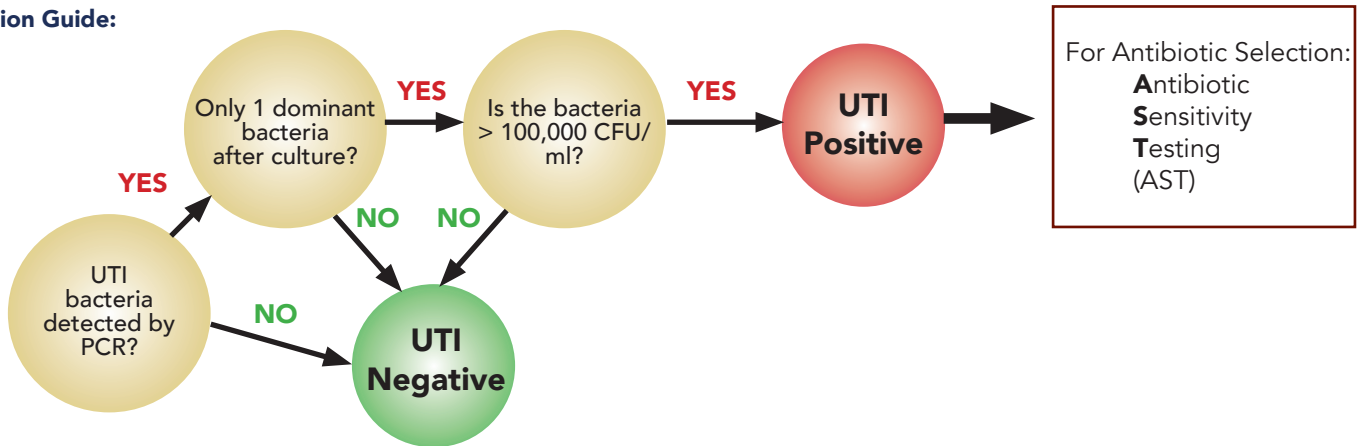 ion Guide:
Only 1 dominant
bacteria
after culture?
YES
Is the bacteria
> 100,000 CFU/
ml?
YES
UTI
Positive
For Antibiotic Selection:
Antibiotic
Sensitivity
Testing
(AST)
YES
NO
NO
UTI
bacteria
detected by
PCR?
NO
UTI
Negative